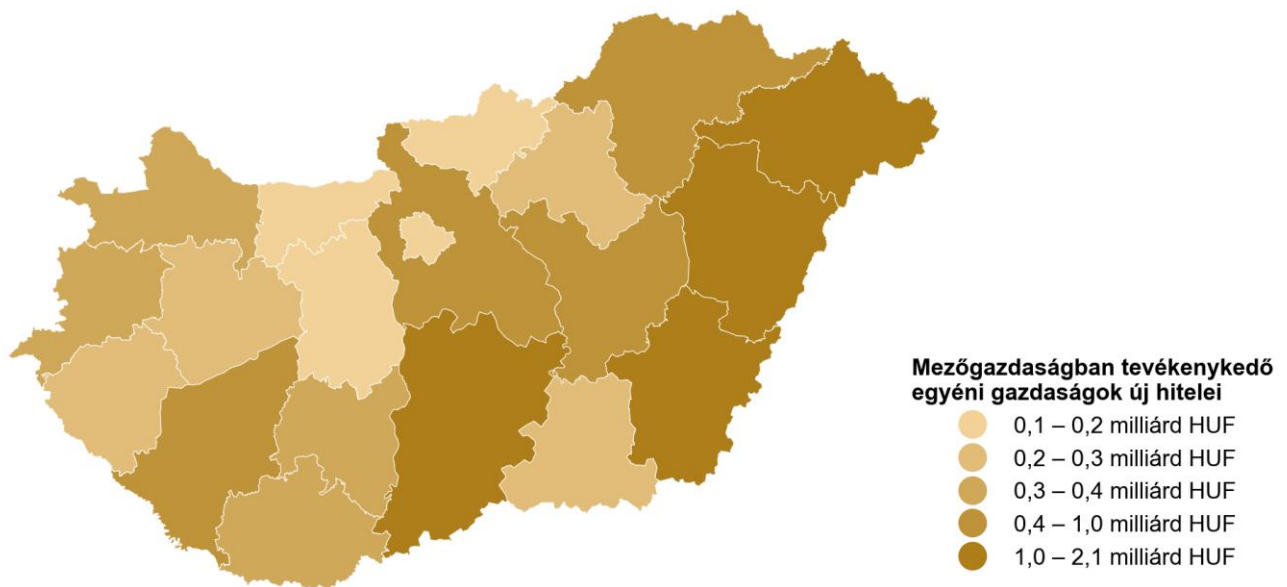 Mezőgazdaságban tevékenykedő
egyéni gazdaságok új hitelei
0,1 – 0,2 milliárd HUF
0,2 – 0,3 milliárd HUF
0,3 – 0,4 milliárd HUF
0,4 – 1,0 milliárd HUF
1,0 – 2,1 milliárd HUF